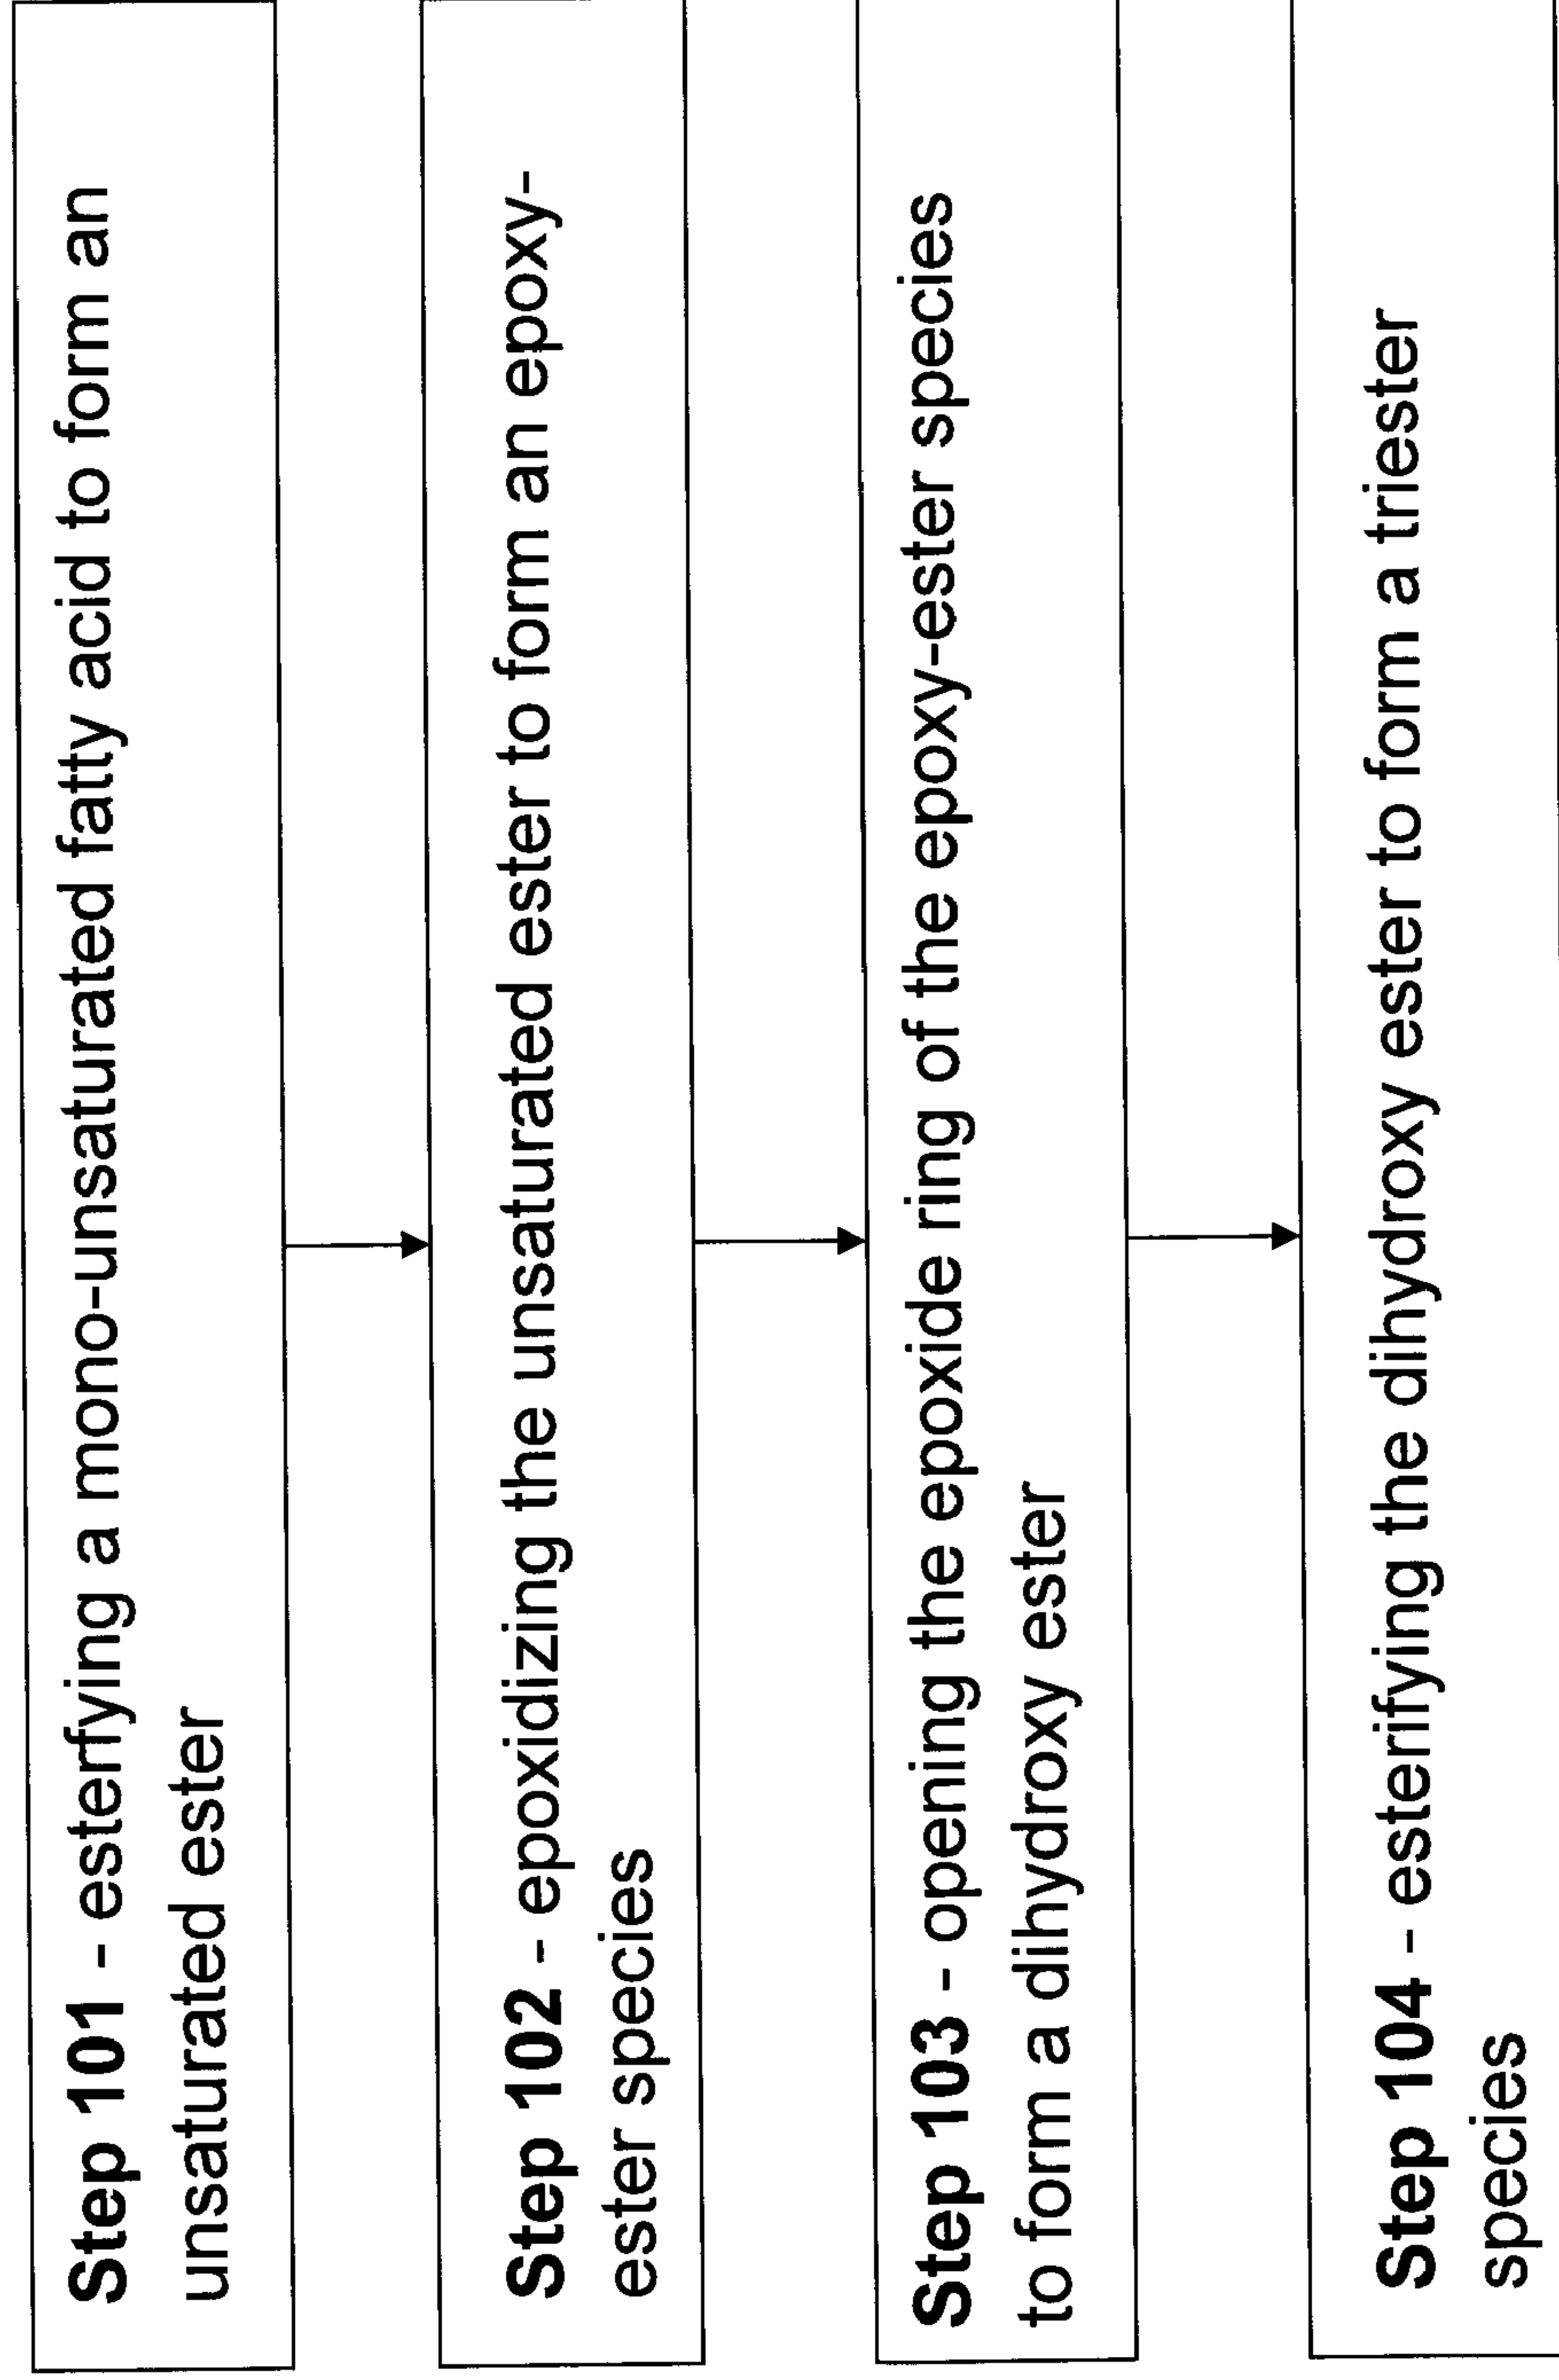 Step 101 - esterfying a mono-unsaturated fatty acid to form an
unsaturated ester
Step 102 - epoxidizing the unsaturated ester to form an epoxy-
ester species
Step 103 - opening the epoxide ring of the epoxy-ester species
to form a dihydroxy ester
Step 104 - esterifying the dihydroxy ester to form a triester
species